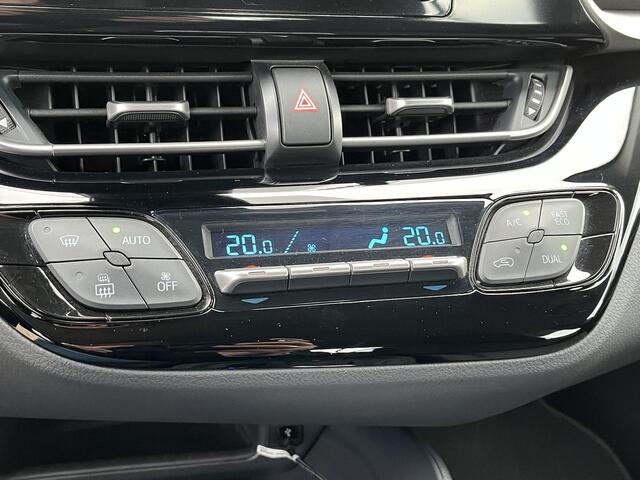 AUTO
OFF
20.0 20.0
A/C FAST ECO
DUAL